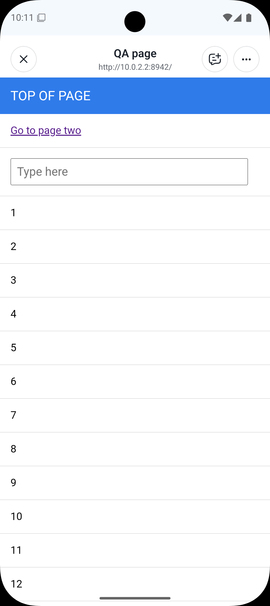 10:11
QA page
http://10.0.2.2:8942/
TOP OF PAGE
Go to page two
Type here
1
2
3
4
5
6
7
8
9
10
11
12